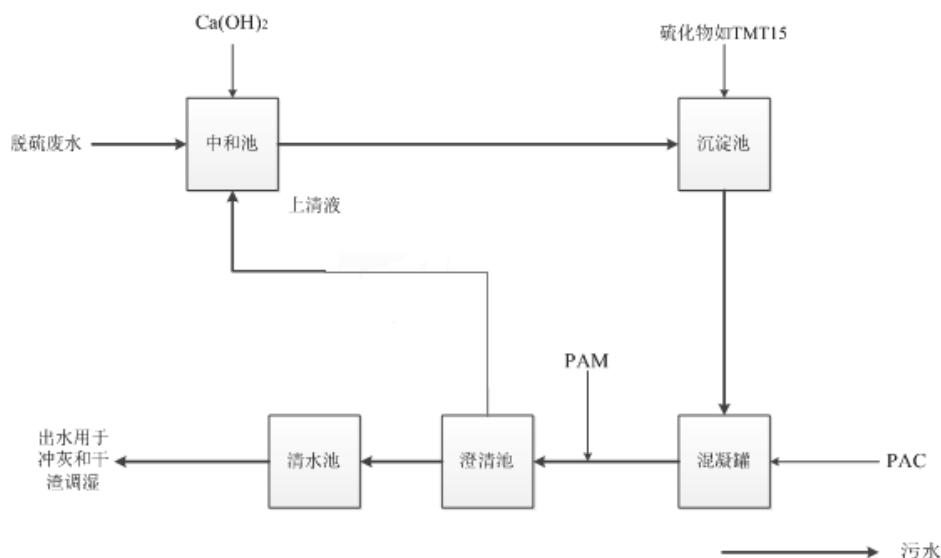 Ca(OH)₂
硫化物如TMT15
脱硫废水
中和池
沉淀池
上清液
PAM
出水用于
冲灰和干
渣调湿
清水池
澄清池
混凝罐
PAC
污水